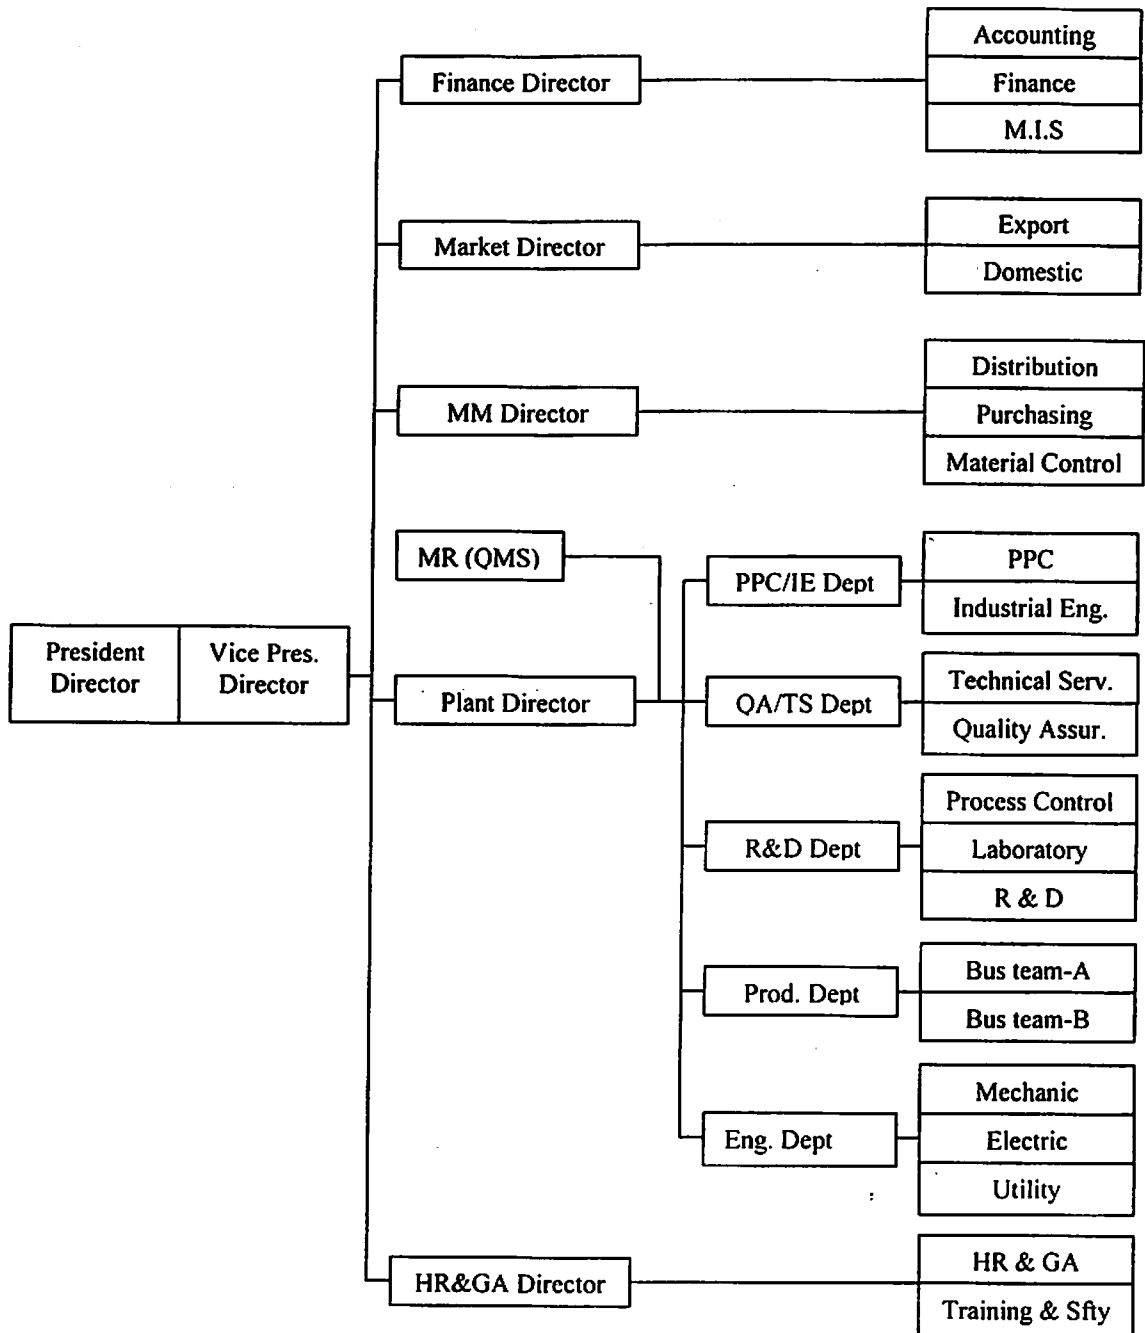 Accounting
Finance Director
Finance
M.I.S
Export
Market Director
Domestic
Distribution
MM Director
Purchasing
Material Control
MR (QMS)
PPC/IE Dept
PPC
Industrial Eng.
President
Director
Vice Pres.
Director
Plant Director
QA/TS Dept
Technical Serv.
Quality Assur.
Process Control
R&D Dept
Laboratory
R & D
Prod. Dept
Bus team-A
Bus team-B
Mechanic
Eng. Dept
Electric
Utility
HR&GA Director
HR & GA
Training & Sfty